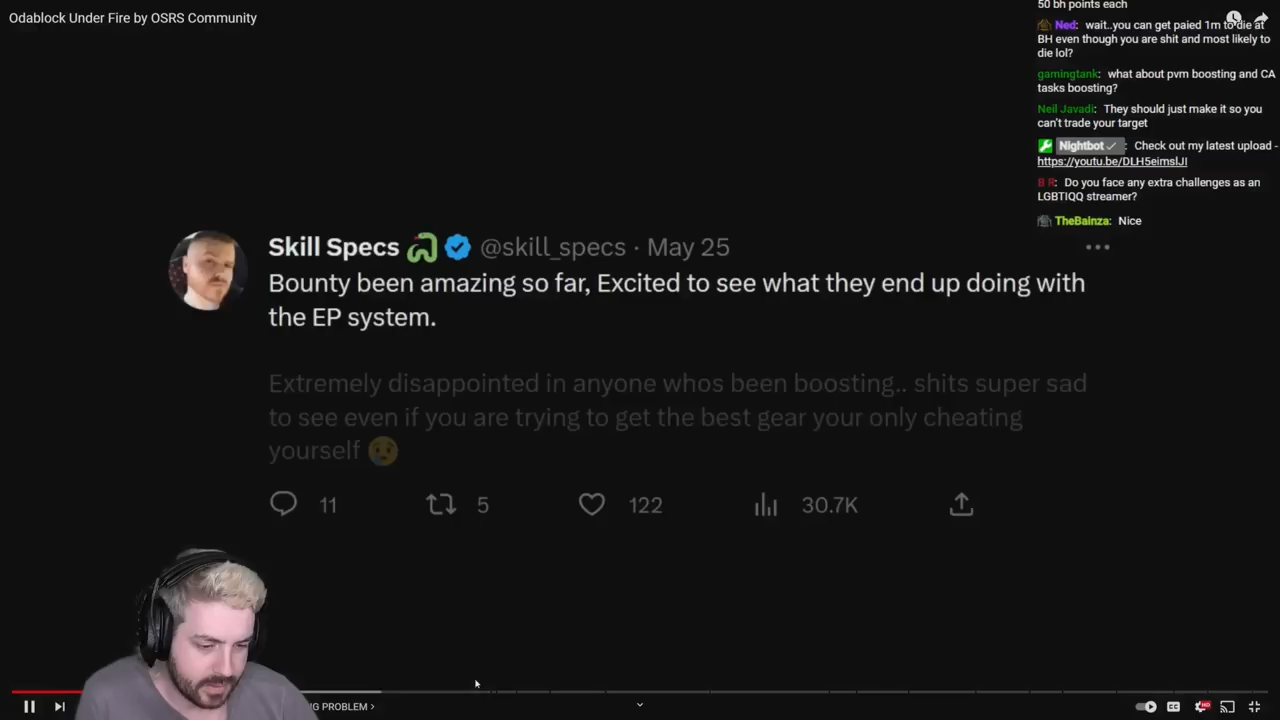 Odablock Under Fire by OSRS Community
50 bh points each
Ned: wait..you can get paied 1m to die at
BH even though you are shit and most likely to
die lol?
gamingtank: what about pvm boosting and CA
tasks boosting?
Neil Javadi: They should just make it so you
can't trade your target
Nightbot: Check out my latest upload -
https://youtu.be/DLH5eimslJI
B R: Do you face any extra challenges as an
LGBTIQQ streamer?
TheBainza: Nice
Skill Specs @skill_specs · May 25
Bounty been amazing so far, Excited to see what they end up doing with
the EP system.
Extremely disappointed in anyone whos been boosting.. shits super sad
to see even if you are trying to get the best gear your only cheating
yourself 😢
11 5 122 30.7K
NG PROBLEM
CC HD